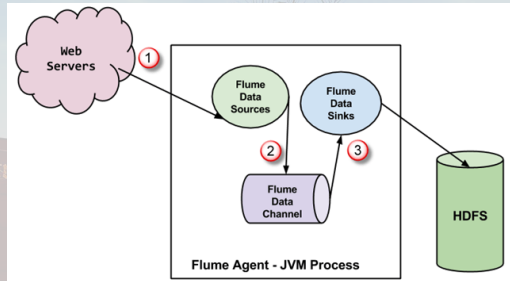 Web
Servers
1
Flume
Data
Sources
Flume
Data
Sinks
2
3
Flume
Data
Channel
HDFS
Flume Agent - JVM Process